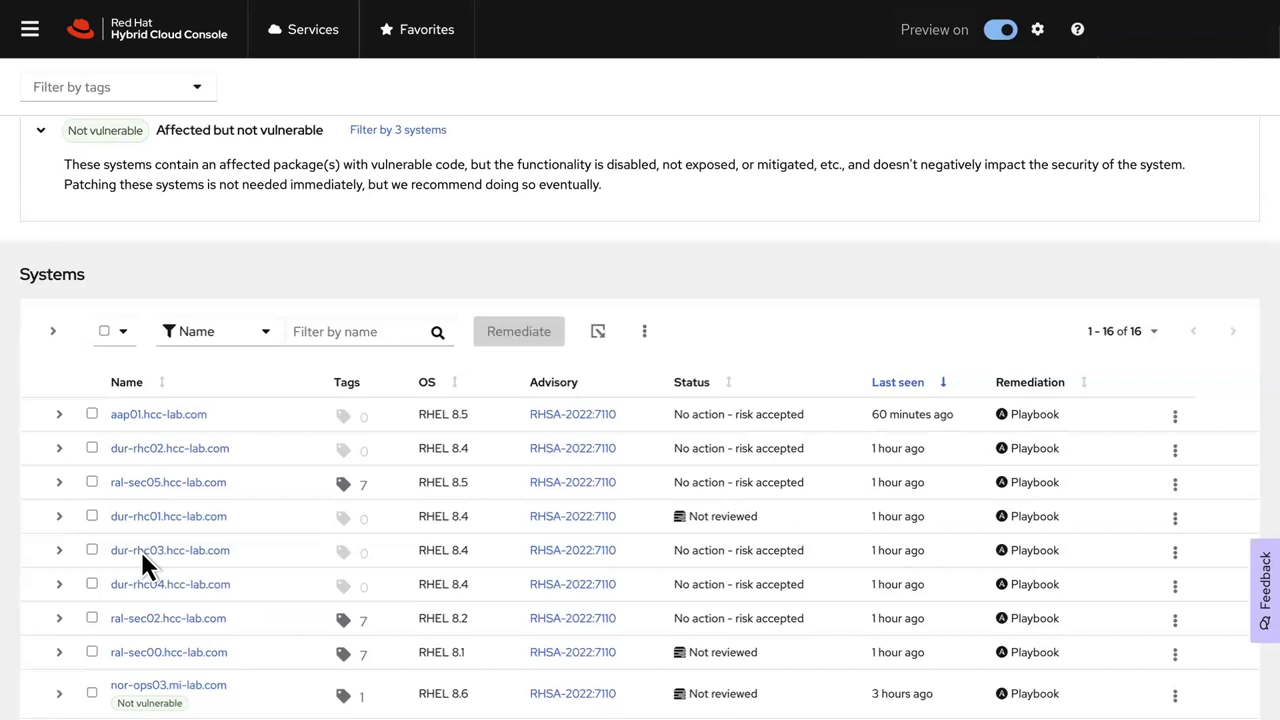 Red Hat
Hybrid Cloud Console
Services
Favorites
Preview on
Filter by tags
Not vulnerable Affected but not vulnerable Filter by 3 systems
These systems contain an affected package(s) with vulnerable code, but the functionality is disabled, not exposed, or mitigated, etc., and doesn't negatively impact the security of the system.
Patching these systems is not needed immediately, but we recommend doing so eventually.
Systems
Name Filter by name Remediate 1 - 16 of 16
Name Tags OS Advisory Status Last seen Remediation
aap01.hcc-lab.com 0 RHEL 8.5 RHSA-2022:7110 No action - risk accepted 60 minutes ago Playbook
dur-rhc02.hcc-lab.com 0 RHEL 8.4 RHSA-2022:7110 No action - risk accepted 1 hour ago Playbook
ral-sec05.hcc-lab.com 7 RHEL 8.5 RHSA-2022:7110 No action - risk accepted 1 hour ago Playbook
dur-rhc01.hcc-lab.com 0 RHEL 8.4 RHSA-2022:7110 Not reviewed 1 hour ago Playbook
dur-rhc03.hcc-lab.com 0 RHEL 8.4 RHSA-2022:7110 No action - risk accepted 1 hour ago Playbook
dur-rhc04.hcc-lab.com 0 RHEL 8.4 RHSA-2022:7110 No action - risk accepted 1 hour ago Playbook
ral-sec02.hcc-lab.com 7 RHEL 8.2 RHSA-2022:7110 No action - risk accepted 1 hour ago Playbook
ral-sec00.hcc-lab.com 7 RHEL 8.1 RHSA-2022:7110 Not reviewed 1 hour ago Playbook
nor-ops03.mi-lab.com 1 RHEL 8.6 RHSA-2022:7110 Not reviewed 3 hours ago Playbook
Not vulnerable
Feedback